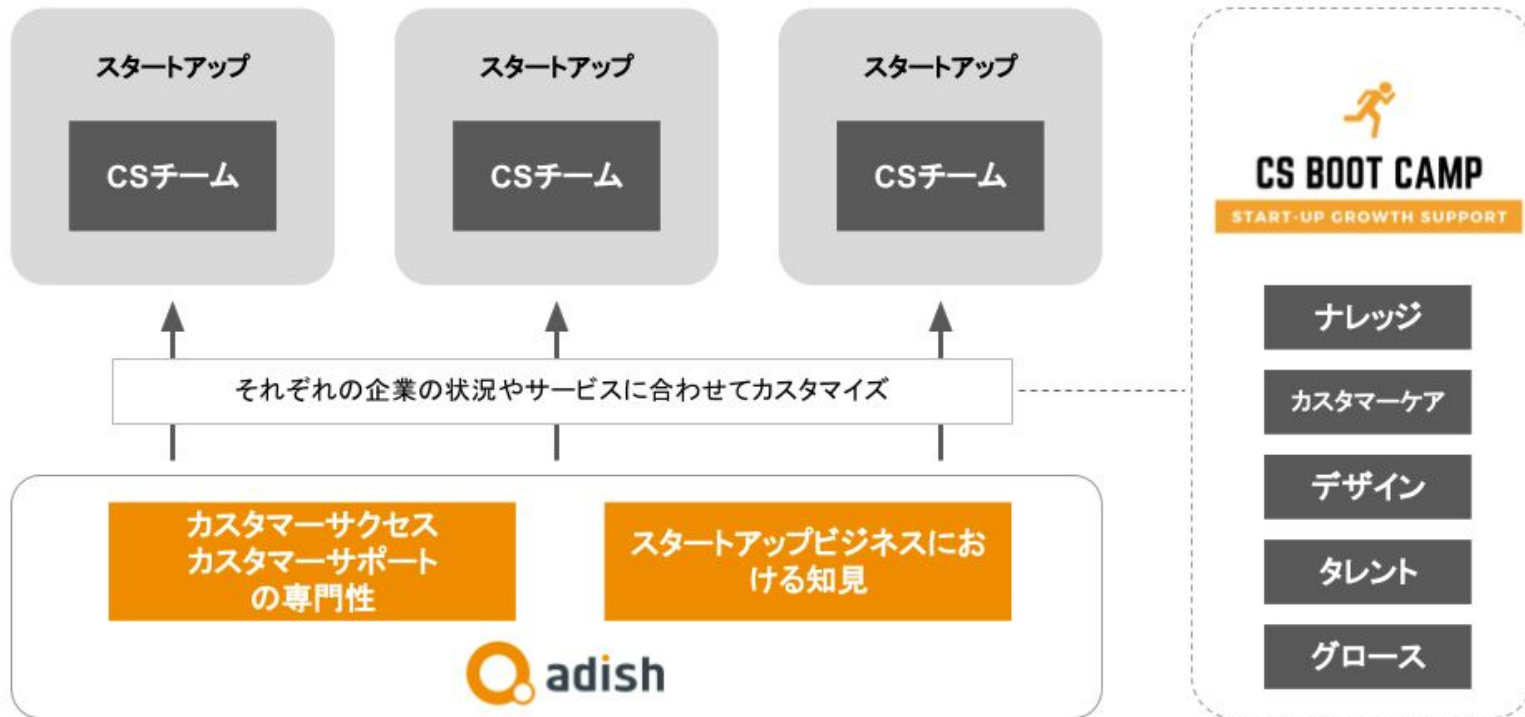 スタートアップ
CSチーム
スタートアップ
CSチーム
スタートアップ
CSチーム
それぞれの企業の状況やサービスに合わせてカスタマイズ
カスタマーサクセス
カスタマーサポート
の専門性
スタートアップビジネスにお
ける知見
adish
CS BOOT CAMP
START-UP GROWTH SUPPORT
ナレッジ
カスタマーケア
デザイン
タレント
グロース